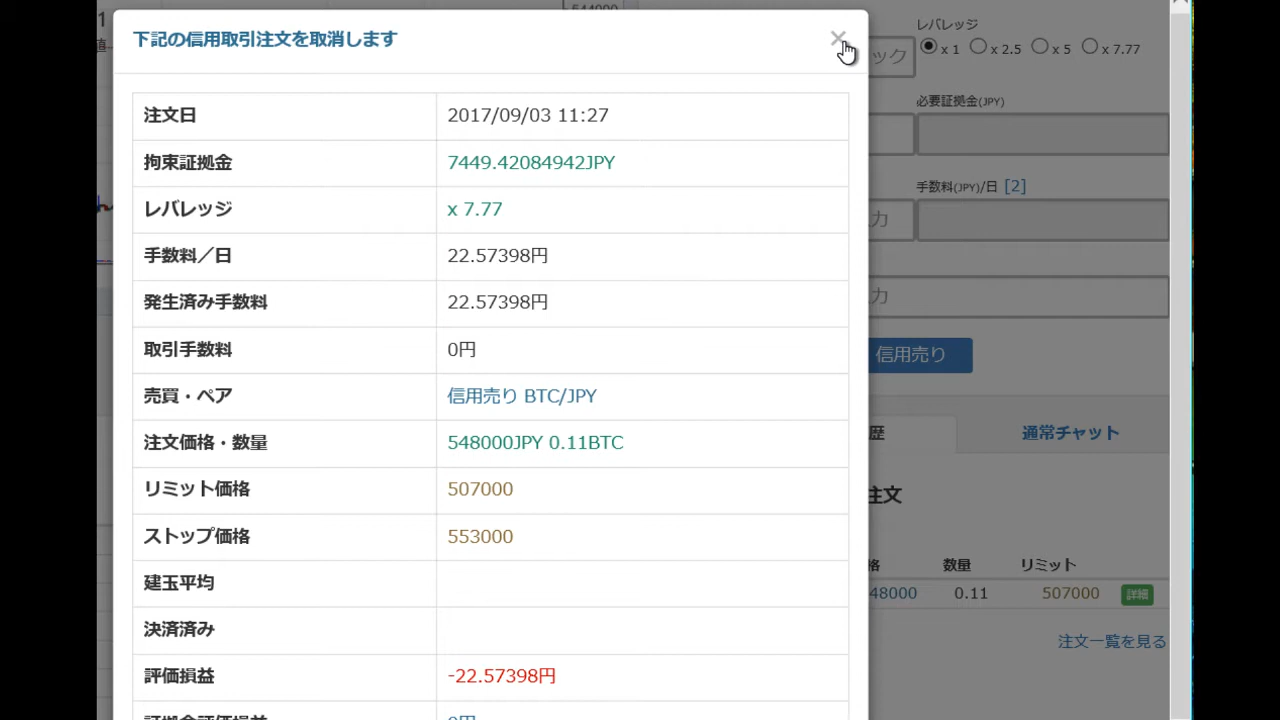 下記の信用取引注文を取消します
×
注文日 2017/09/03 11:27
拘束証拠金 7449.42084942JPY
レバレッジ x 7.77
手数料／日 22.57398円
発生済み手数料 22.57398円
取引手数料 0円
売買・ペア 信用売り BTC/JPY
注文価格・数量 548000JPY 0.11BTC
リミット価格 507000
ストップ価格 553000
建玉平均
決済済み
評価損益 -22.57398円
レバレッジ
x 1 x 2.5 x 5 x 7.77
ック
必要証拠金(JPY)
手数料(JPY)/日 [2]
力
力
信用売り
歴 通常チャット
注文
格 数量 リミット
48000 0.11 507000 詳細
注文一覧を見る